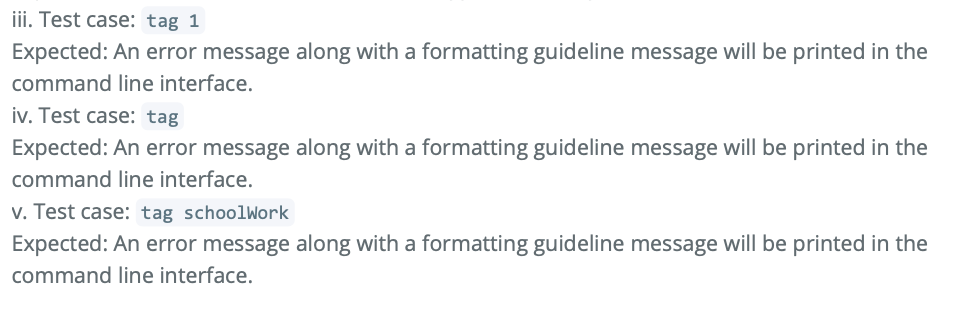 iii. Test case: tag 1
Expected: An error message along with a formatting guideline message will be printed in the
command line interface.
iv. Test case: tag
Expected: An error message along with a formatting guideline message will be printed in the
command line interface.
v. Test case: tag schoolWork
Expected: An error message along with a formatting guideline message will be printed in the
command line interface.